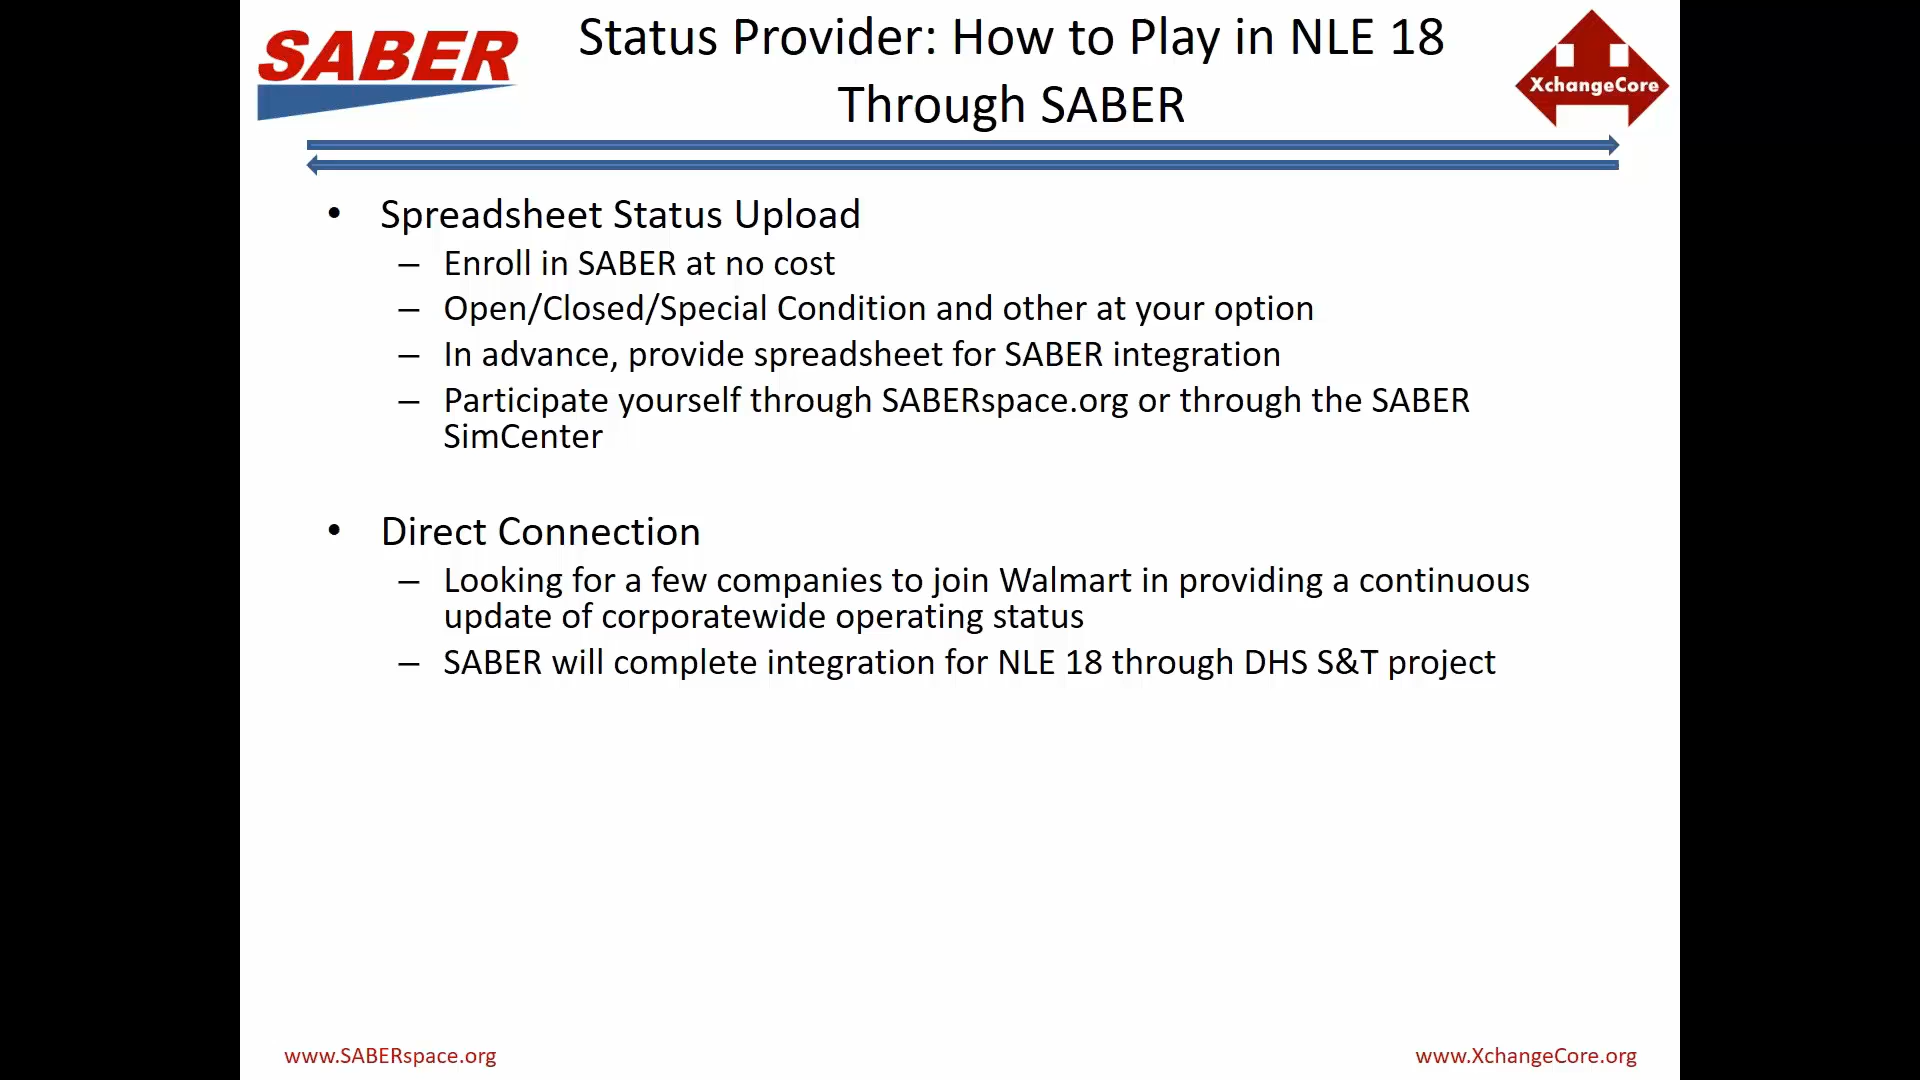 SABER
Status Provider: How to Play in NLE 18
Through SABER
XchangeCore
• Spreadsheet Status Upload
– Enroll in SABER at no cost
– Open/Closed/Special Condition and other at your option
– In advance, provide spreadsheet for SABER integration
– Participate yourself through SABERspace.org or through the SABER
SimCenter
• Direct Connection
– Looking for a few companies to join Walmart in providing a continuous
update of corporatewide operating status
– SABER will complete integration for NLE 18 through DHS S&T project
www.SABERspace.org
www.XchangeCore.org